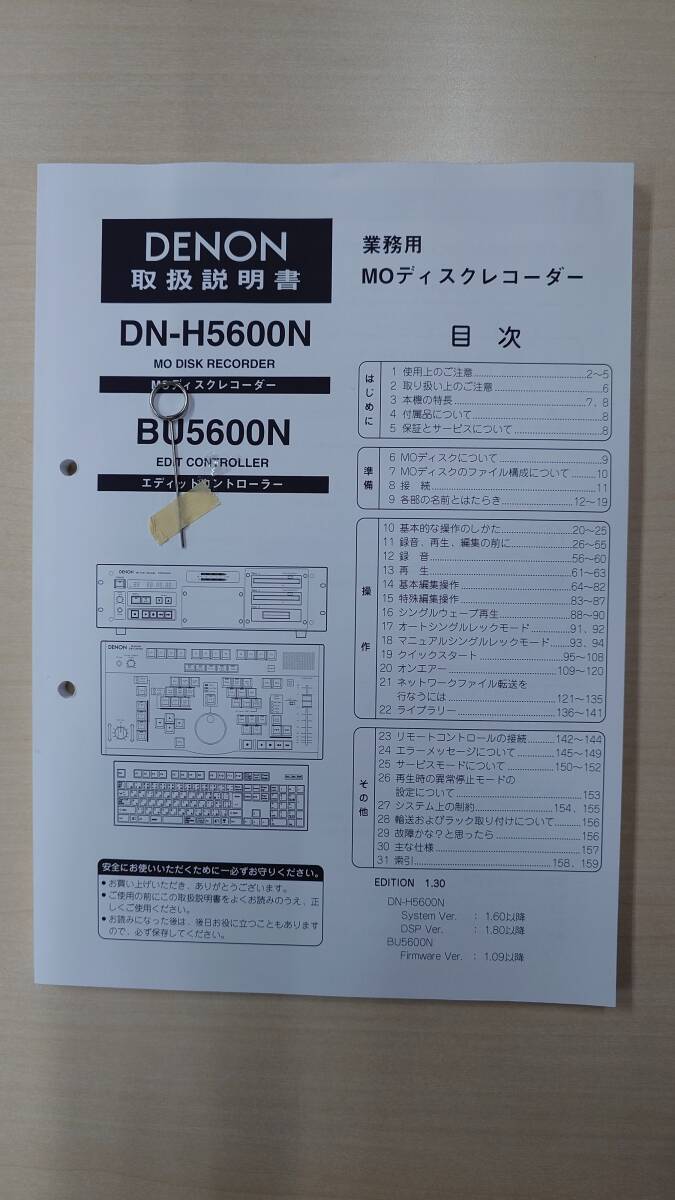 DENON
取扱説明書
DN-H5600N
MO DISK RECORDER
MOディスクレコーダー
BU5600N
EDIT CONTROLLER
エディットコントローラー
DENON
DENON
安全にお使いいただくために―必ずお守りください。
● お買い上げいただき、ありがとうございます。
● ご使用の前にこの取扱説明書をよくお読みのうえ、正
しくご使用ください。
● お読みになった後は、後日お役に立つこともあります
ので、必ず保存してください。
業務用
MOディスクレコーダー
目 次
はじめに
1 使用上のご注意 2～5
2 取り扱い上のご注意 6
3 本機の特長 7、8
4 付属品について 8
5 保証とサービスについて 8
準備
6 MOディスクについて 9
7 MOディスクのファイル構成について 10
8 接 続 11
9 各部の名前とはたらき 12～19
操作
10 基本的な操作のしかた 20～25
11 録音、再生、編集の前に 26～55
12 録 音 56～60
13 再 生 61～63
14 基本編集操作 64～82
15 特殊編集操作 83～87
16 シングルウェーブ再生 88～90
17 オートシングルレックモード 91、92
18 マニュアルシングルレックモード 93、94
19 クイックスタート 95～108
20 オンエアー 109～120
21 ネットワークファイル転送を
行なうには 121～135
22 ライブラリー 136～141
その他
23 リモートコントロールの接続 142～144
24 エラーメッセージについて 145～149
25 サービスモードについて 150～152
26 再生時の異常停止モードの
設定について 153
27 システム上の制約 154、155
28 輸送およびラック取り付けについて 156
29 故障かな？と思ったら 156
30 主な仕様 157
31 索引 158、159
EDITION 1.30
DN-H5600N
System Ver. : 1.60以降
DSP Ver. : 1.80以降
BU5600N
Firmware Ver. : 1.09以降